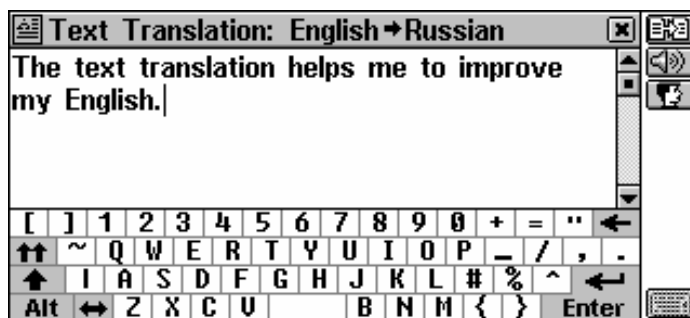 Text Translation: English→Russian
The text translation helps me to improve
my English.
[ ] 1 2 3 4 5 6 7 8 9 0 + = "
~ Q W E R T Y U I O P _ / , .
| A S D F G H J K L # % ^
Alt Z X C V B N M { } Enter